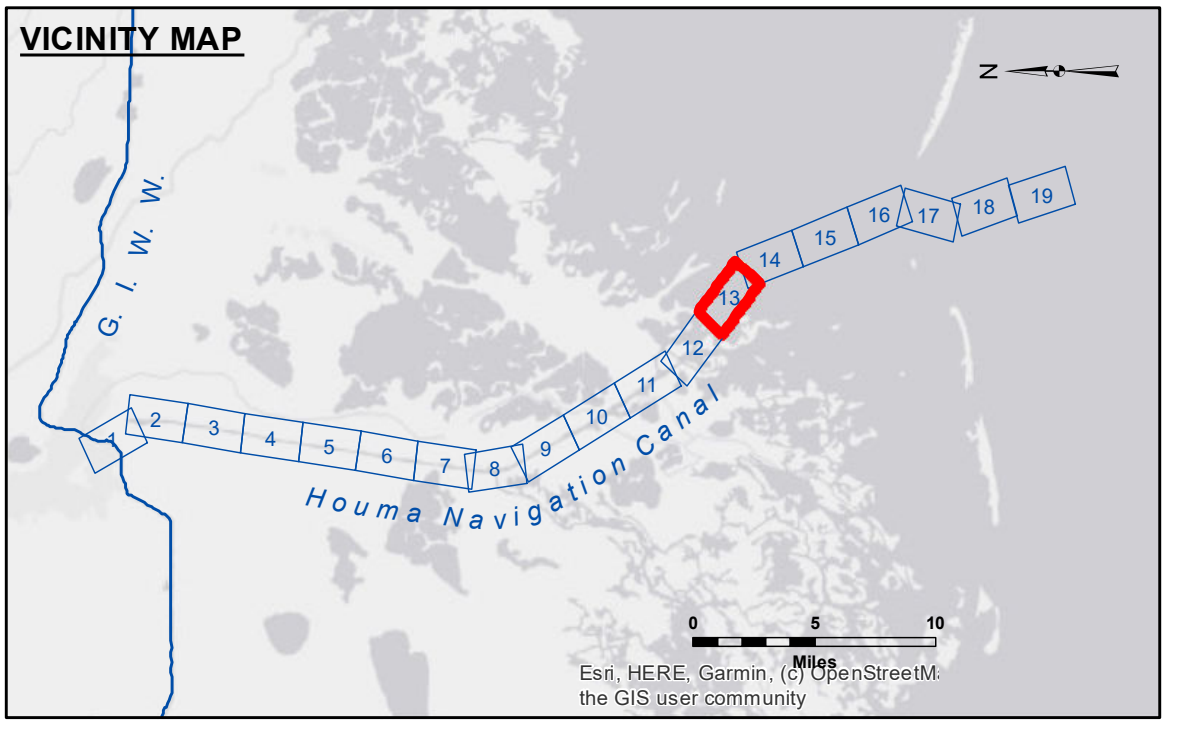 VICINITY MAP
N
G. I. W. W.
1
2
3
4
5
6
7
8
9
10
11
12
13
14
15
16
17
18
19
Houma Navigation Canal
0 5 10
Miles
Esri, HERE, Garmin, (c) OpenStreetM
the GIS user community